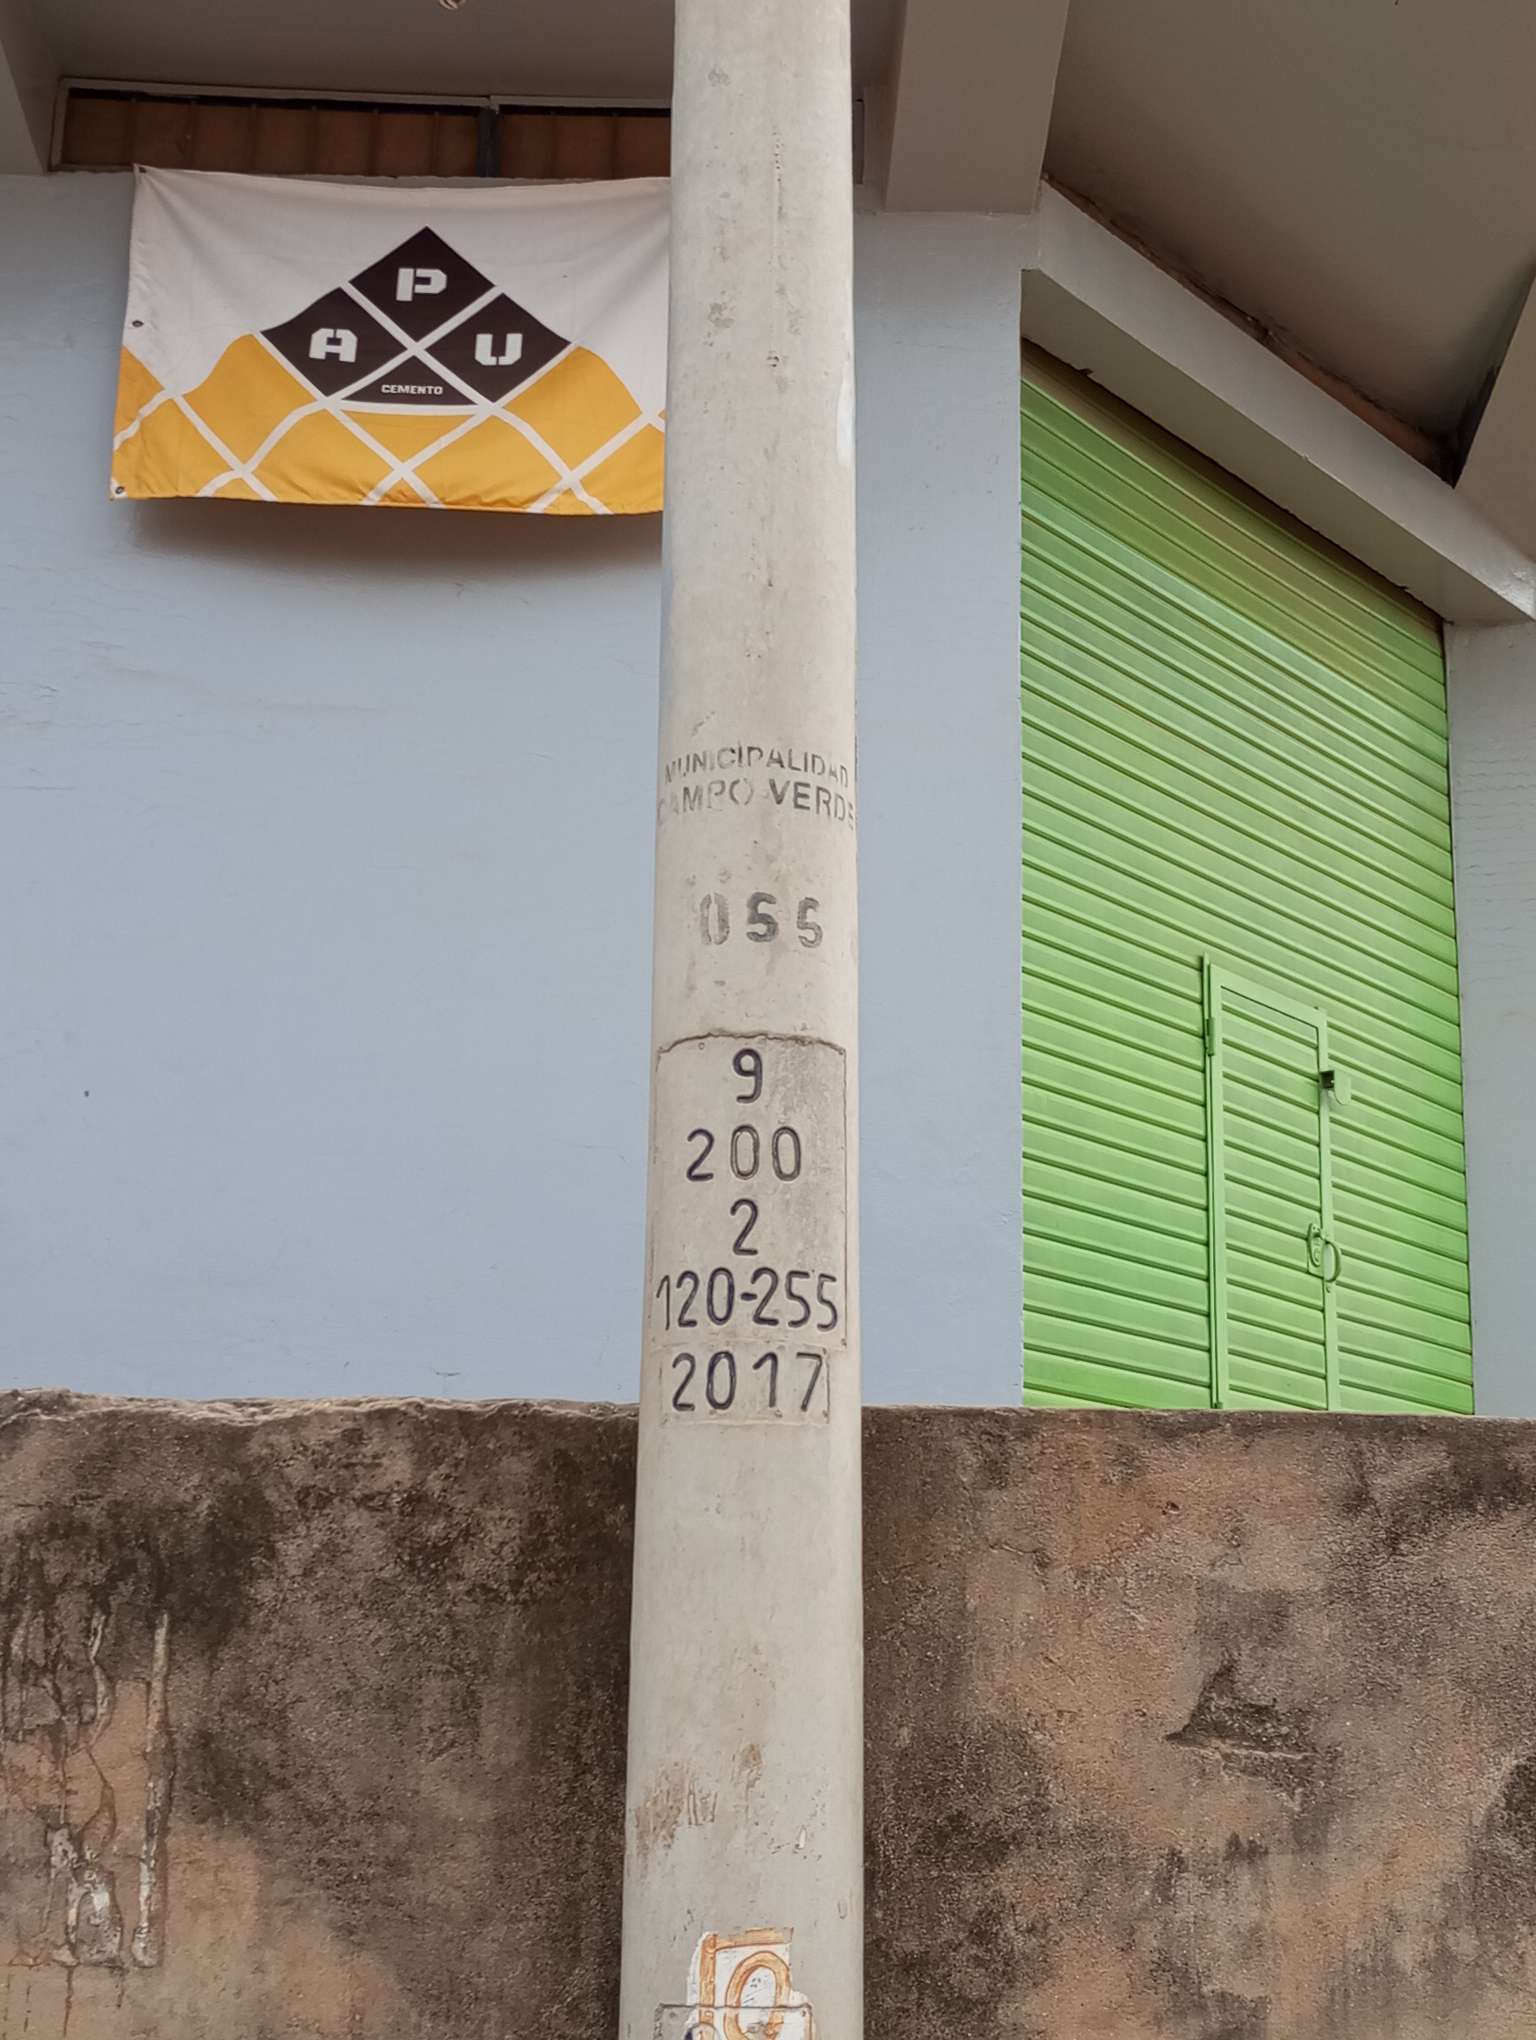 P
A U
CEMENTO
MUNICIPALIDAD
CAMPO VERDE
055
9
200
2
120-255
2017